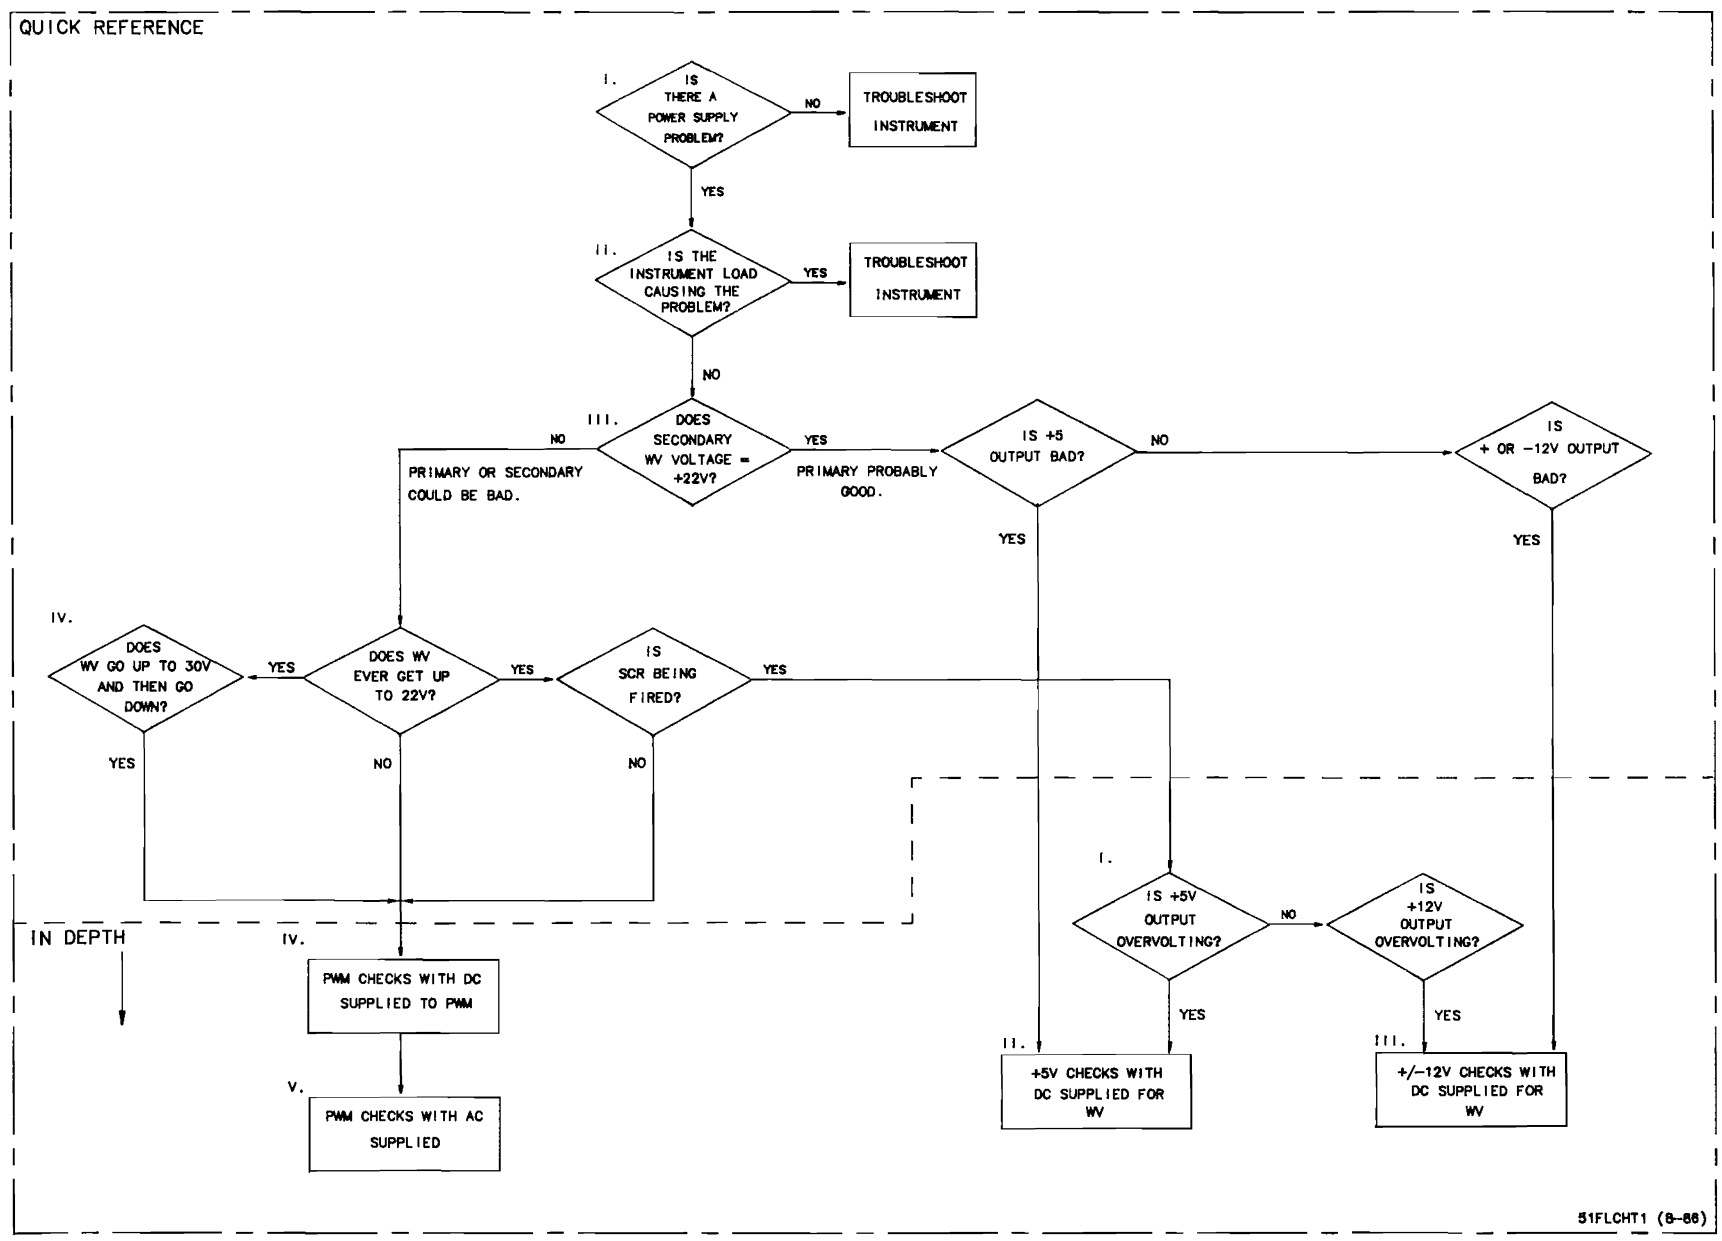 QUICK REFERENCE
I.
IS
THERE A
POWER SUPPLY
PROBLEM?
NO
TROUBLESHOOT
INSTRUMENT
YES
II.
IS THE
INSTRUMENT LOAD
CAUSING THE
PROBLEM?
YES
TROUBLESHOOT
INSTRUMENT
NO
III.
DOES
SECONDARY
WV VOLTAGE =
+22V?
NO
PRIMARY OR SECONDARY
COULD BE BAD.
YES
PRIMARY PROBABLY
GOOD.
IS +5
OUTPUT BAD?
NO
IS
+ OR -12V OUTPUT
BAD?
YES
YES
IV.
DOES
WV GO UP TO 30V
AND THEN GO
DOWN?
YES
DOES WV
EVER GET UP
TO 22V?
YES
IS
SCR BEING
FIRED?
YES
YES
NO
NO
I.
IS +5V
OUTPUT
OVERVOLTING?
NO
IS
+12V
OUTPUT
OVERVOLTING?
YES
YES
IN DEPTH
IV.
PWM CHECKS WITH DC
SUPPLIED TO PWM
V.
PWM CHECKS WITH AC
SUPPLIED
II.
+5V CHECKS WITH
DC SUPPLIED FOR
WV
III.
+/-12V CHECKS WITH
DC SUPPLIED FOR
WV
51FLCHT1 (8-86)